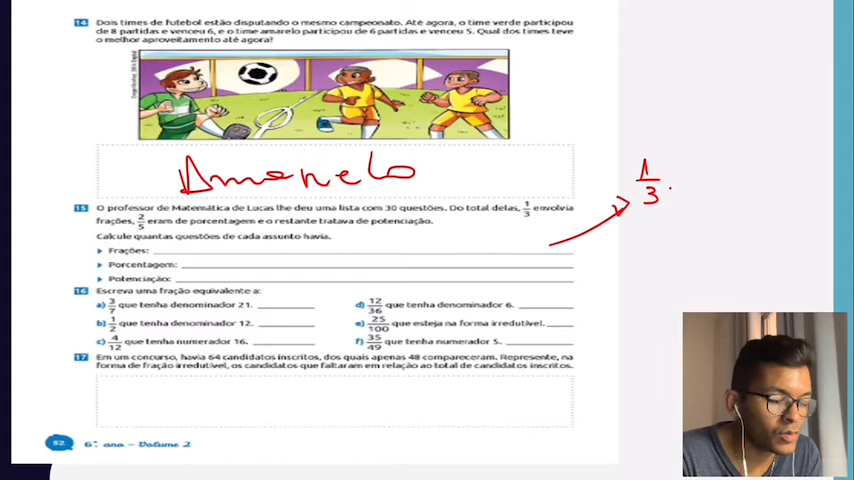 14 Dois times de futebol estão disputando o mesmo campeonato. Até agora, o time verde participou
de 8 partidas e venceu 6, e o time amarelo participou de 6 partidas e venceu 5. Qual dos times teve
o melhor aproveitamento até agora?
Amarelo
1/3
15 O professor de Matemática de Lucas lhe deu uma lista com 30 questões. Do total delas, 1/3 envolvia
frações, 2/5 eram de porcentagem e o restante tratava de potenciação.
Calcule quantas questões de cada assunto havia.
Frações:
Porcentagem:
Potenciação:
16 Escreva uma fração equivalente a:
a) 3/7 que tenha denominador 21.
b) 1/2 que tenha denominador 12.
c) 4/12 que tenha numerador 16.
d) 12/36 que tenha denominador 6.
e) 25/100 que esteja na forma irredutível.
f) 35/49 que tenha numerador 5.
17 Em um concurso, havia 64 candidatos inscritos, dos quais apenas 48 compareceram. Represente, na
forma de fração irredutível, os candidatos que faltaram em relação ao total de candidatos inscritos.
52 6º. ano – Volume 2